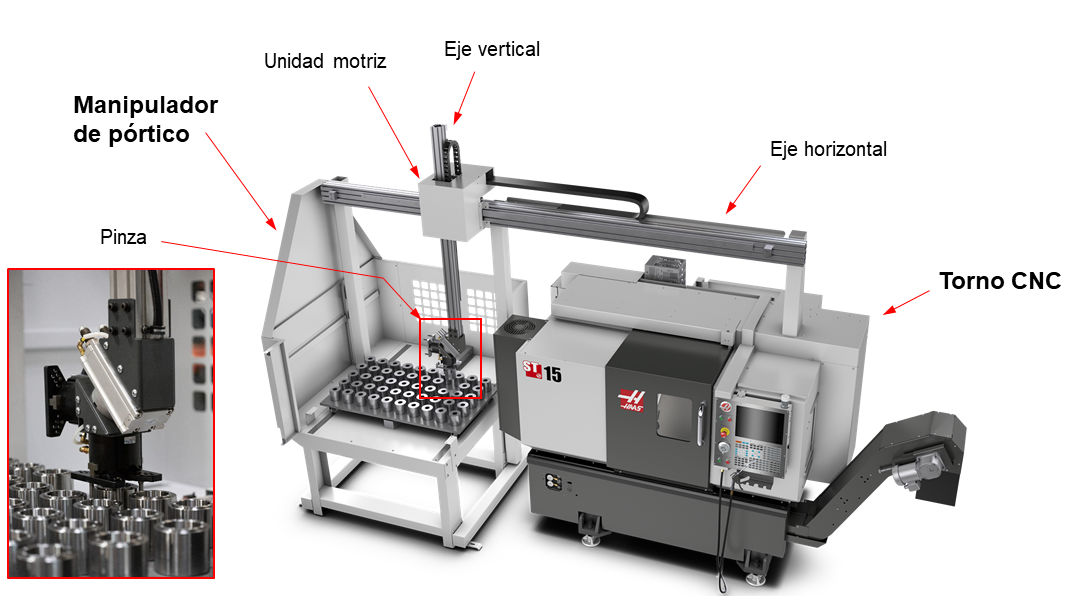 Eje vertical
Unidad motriz
Manipulador
de pórtico
Eje horizontal
Pinza
Torno CNC
ST 15
HAAS